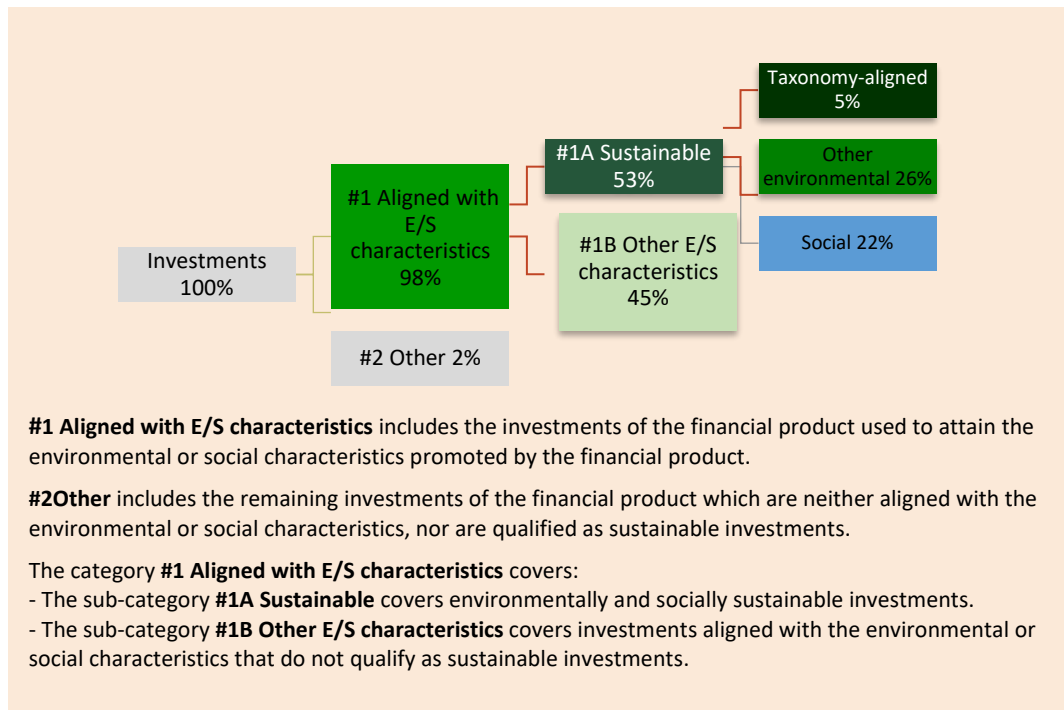 Taxonomy-aligned
5%
#1A Sustainable
53%
Other
environmental 26%
#1 Aligned with
E/S
characteristics
98%
#1B Other E/S
characteristics
45%
Social 22%
Investments
100%
#2 Other 2%
#1 Aligned with E/S characteristics includes the investments of the financial product used to attain the
environmental or social characteristics promoted by the financial product.
#2Other includes the remaining investments of the financial product which are neither aligned with the
environmental or social characteristics, nor are qualified as sustainable investments.
The category #1 Aligned with E/S characteristics covers:
- The sub-category #1A Sustainable covers environmentally and socially sustainable investments.
- The sub-category #1B Other E/S characteristics covers investments aligned with the environmental or
social characteristics that do not qualify as sustainable investments.